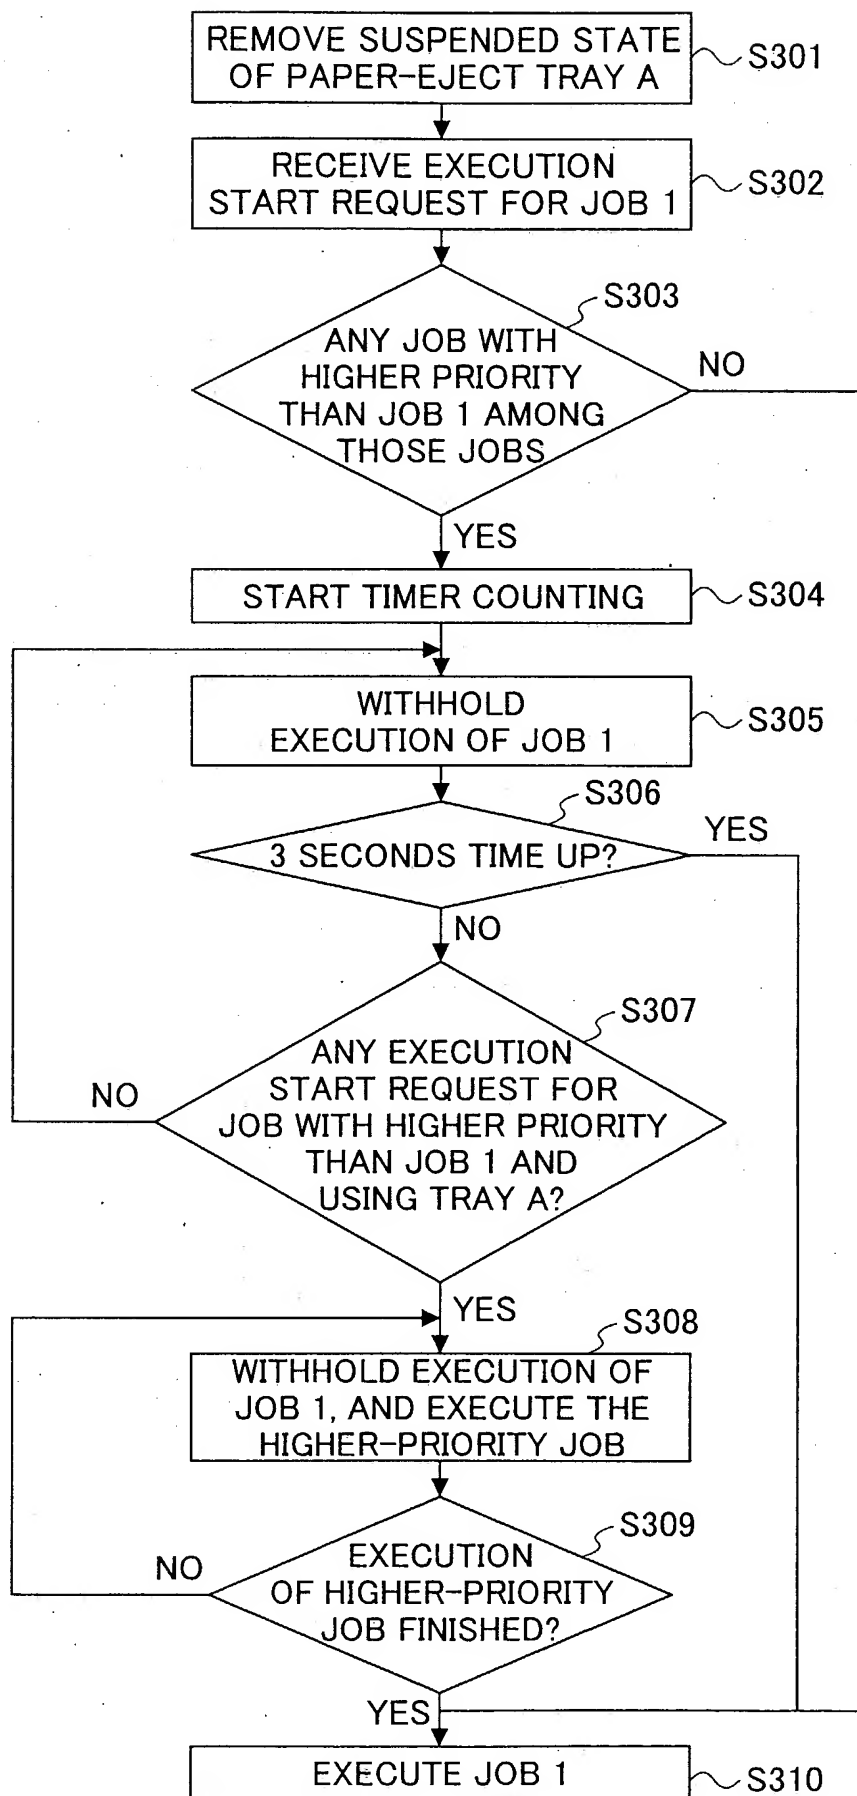 REMOVE SUSPENDED STATE
OF PAPER-EJECT TRAY A
S301
RECEIVE EXECUTION
START REQUEST FOR JOB 1
S302
S303
ANY JOB WITH
HIGHER PRIORITY
THAN JOB 1 AMONG
THOSE JOBS
NO
YES
START TIMER COUNTING
S304
WITHHOLD
EXECUTION OF JOB 1
S305
S306
3 SECONDS TIME UP?
YES
NO
S307
ANY EXECUTION
START REQUEST FOR
JOB WITH HIGHER PRIORITY
THAN JOB 1 AND
USING TRAY A?
NO
YES
S308
WITHHOLD EXECUTION OF
JOB 1, AND EXECUTE THE
HIGHER-PRIORITY JOB
S309
EXECUTION
OF HIGHER-PRIORITY
JOB FINISHED?
NO
YES
EXECUTE JOB 1
S310